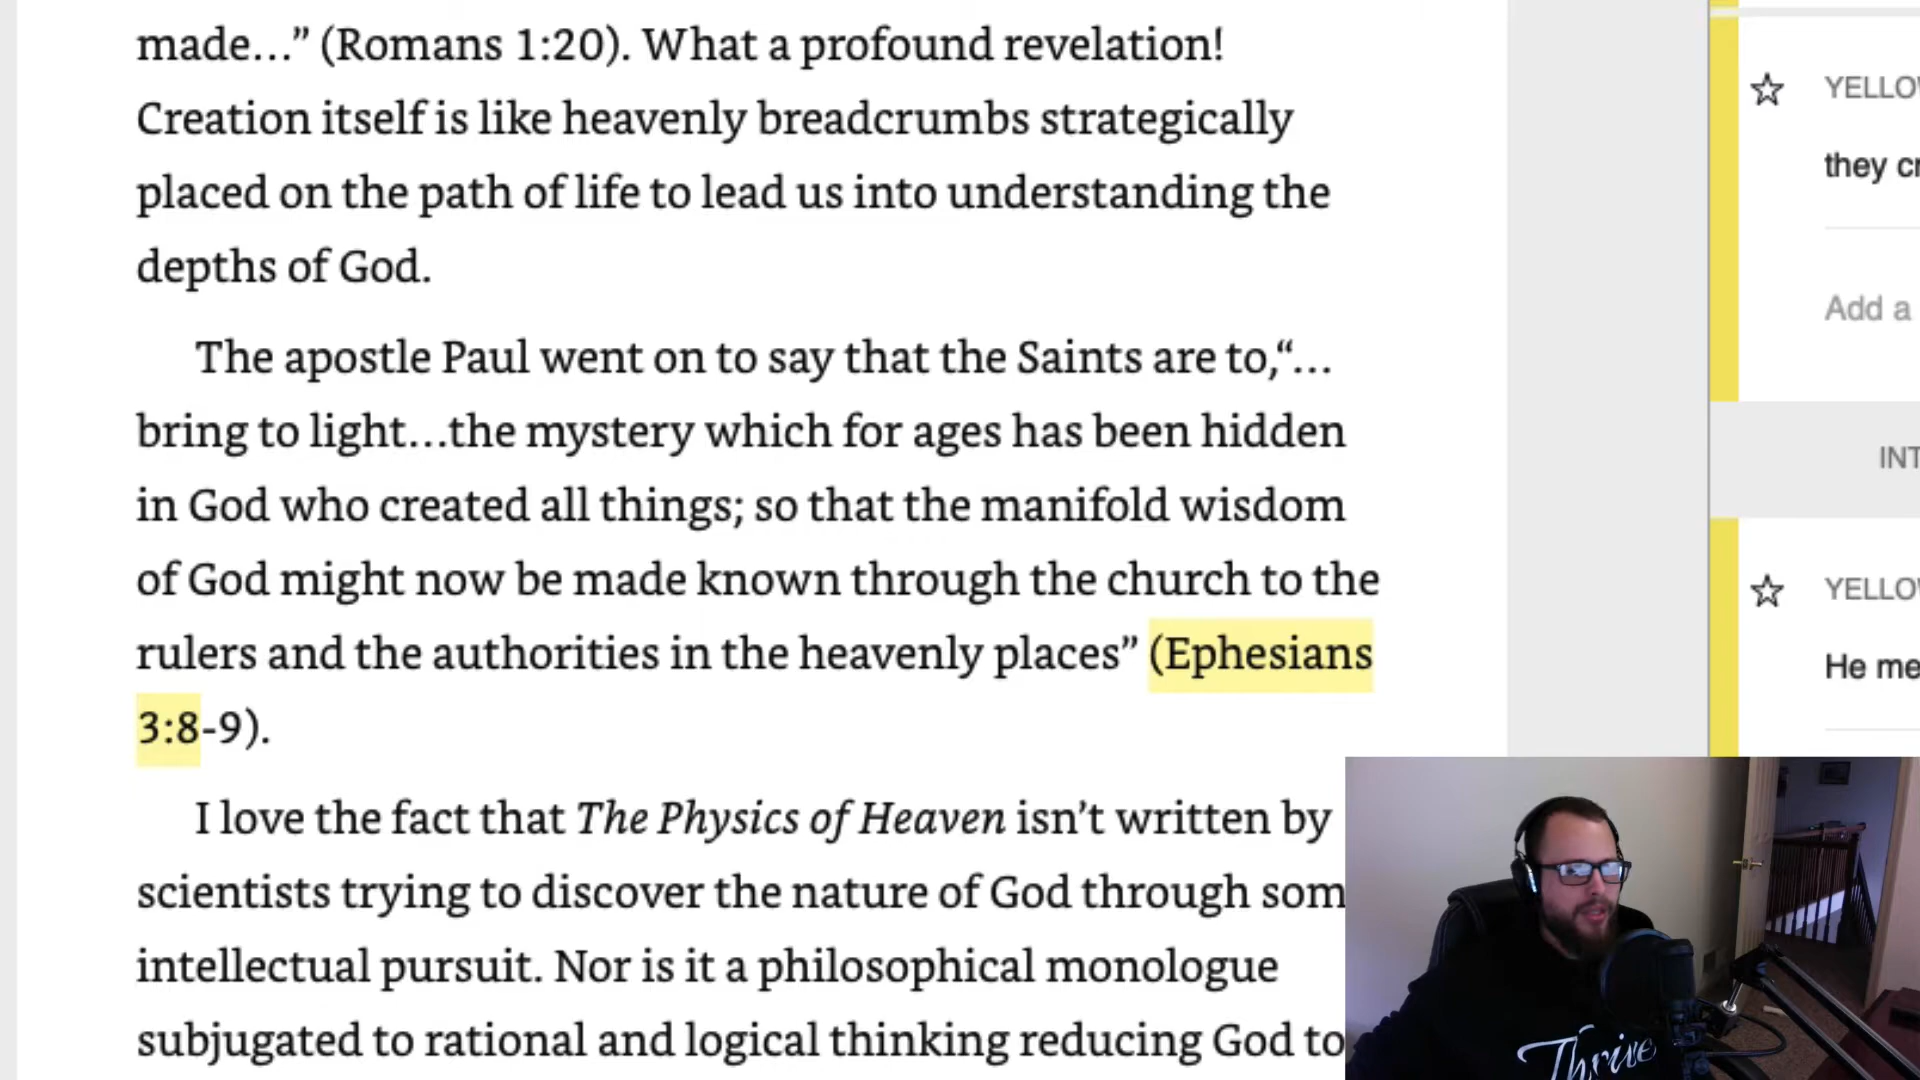 made…” (Romans 1:20). What a profound revelation!
Creation itself is like heavenly breadcrumbs strategically
placed on the path of life to lead us into understanding the
depths of God.
The apostle Paul went on to say that the Saints are to,“…
bring to light…the mystery which for ages has been hidden
in God who created all things; so that the manifold wisdom
of God might now be made known through the church to the
rulers and the authorities in the heavenly places” (Ephesians
3:8-9).
I love the fact that The Physics of Heaven isn’t written by
scientists trying to discover the nature of God through som
intellectual pursuit. Nor is it a philosophical monologue
subjugated to rational and logical thinking reducing God to
YELLOW
they cr
Add a
INT
YELLOW
He me
Thrive